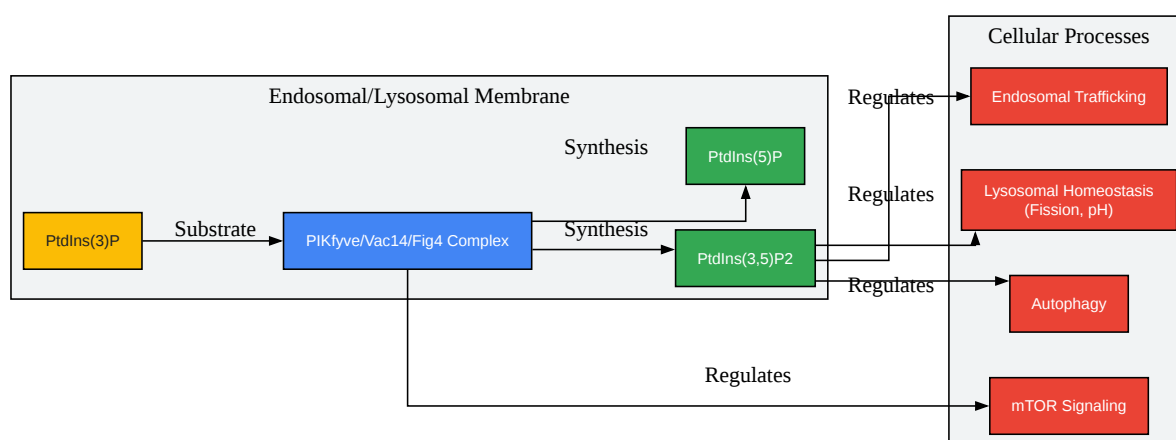 Cellular Processes
Endosomal/Lysosomal Membrane
Regulates
Endosomal Trafficking
Synthesis
PtdIns(5)P
Regulates
Lysosomal Homeostasis
(Fission, pH)
PtdIns(3)P
Substrate
PIKfyve/Vac14/Fig4 Complex
Synthesis
PtdIns(3,5)P2
Regulates
Autophagy
Regulates
mTOR Signaling